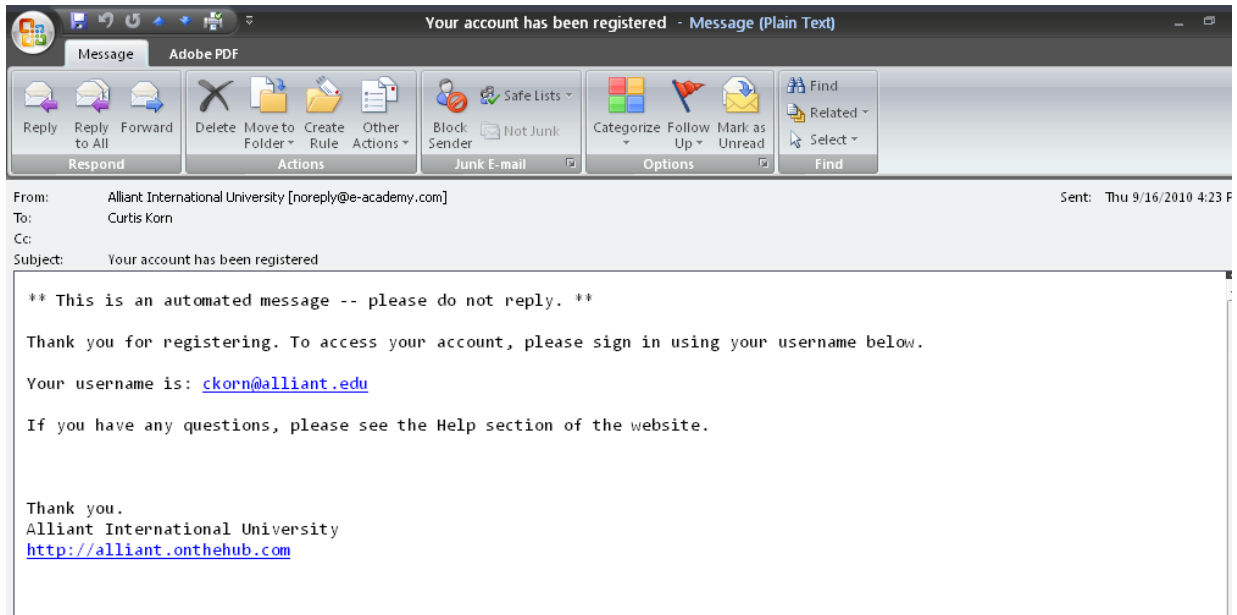 Your account has been registered - Message (Plain Text)
Message Adobe PDF
Reply Reply to All Forward
Respond
Delete Move to Folder Create Rule Other Actions
Actions
Block Sender Safe Lists Not Junk
Junk E-mail
Categorize Follow Up Mark as Unread
Options
Find Related Select
Find
From: Alliant International University [noreply@e-academy.com]
Sent: Thu 9/16/2010 4:23 P
To: Curtis Korn
Cc:
Subject: Your account has been registered
** This is an automated message -- please do not reply. **
Thank you for registering. To access your account, please sign in using your username below.
Your username is: ckorn@alliant.edu
If you have any questions, please see the Help section of the website.
Thank you.
Alliant International University
http://alliant.onthehub.com